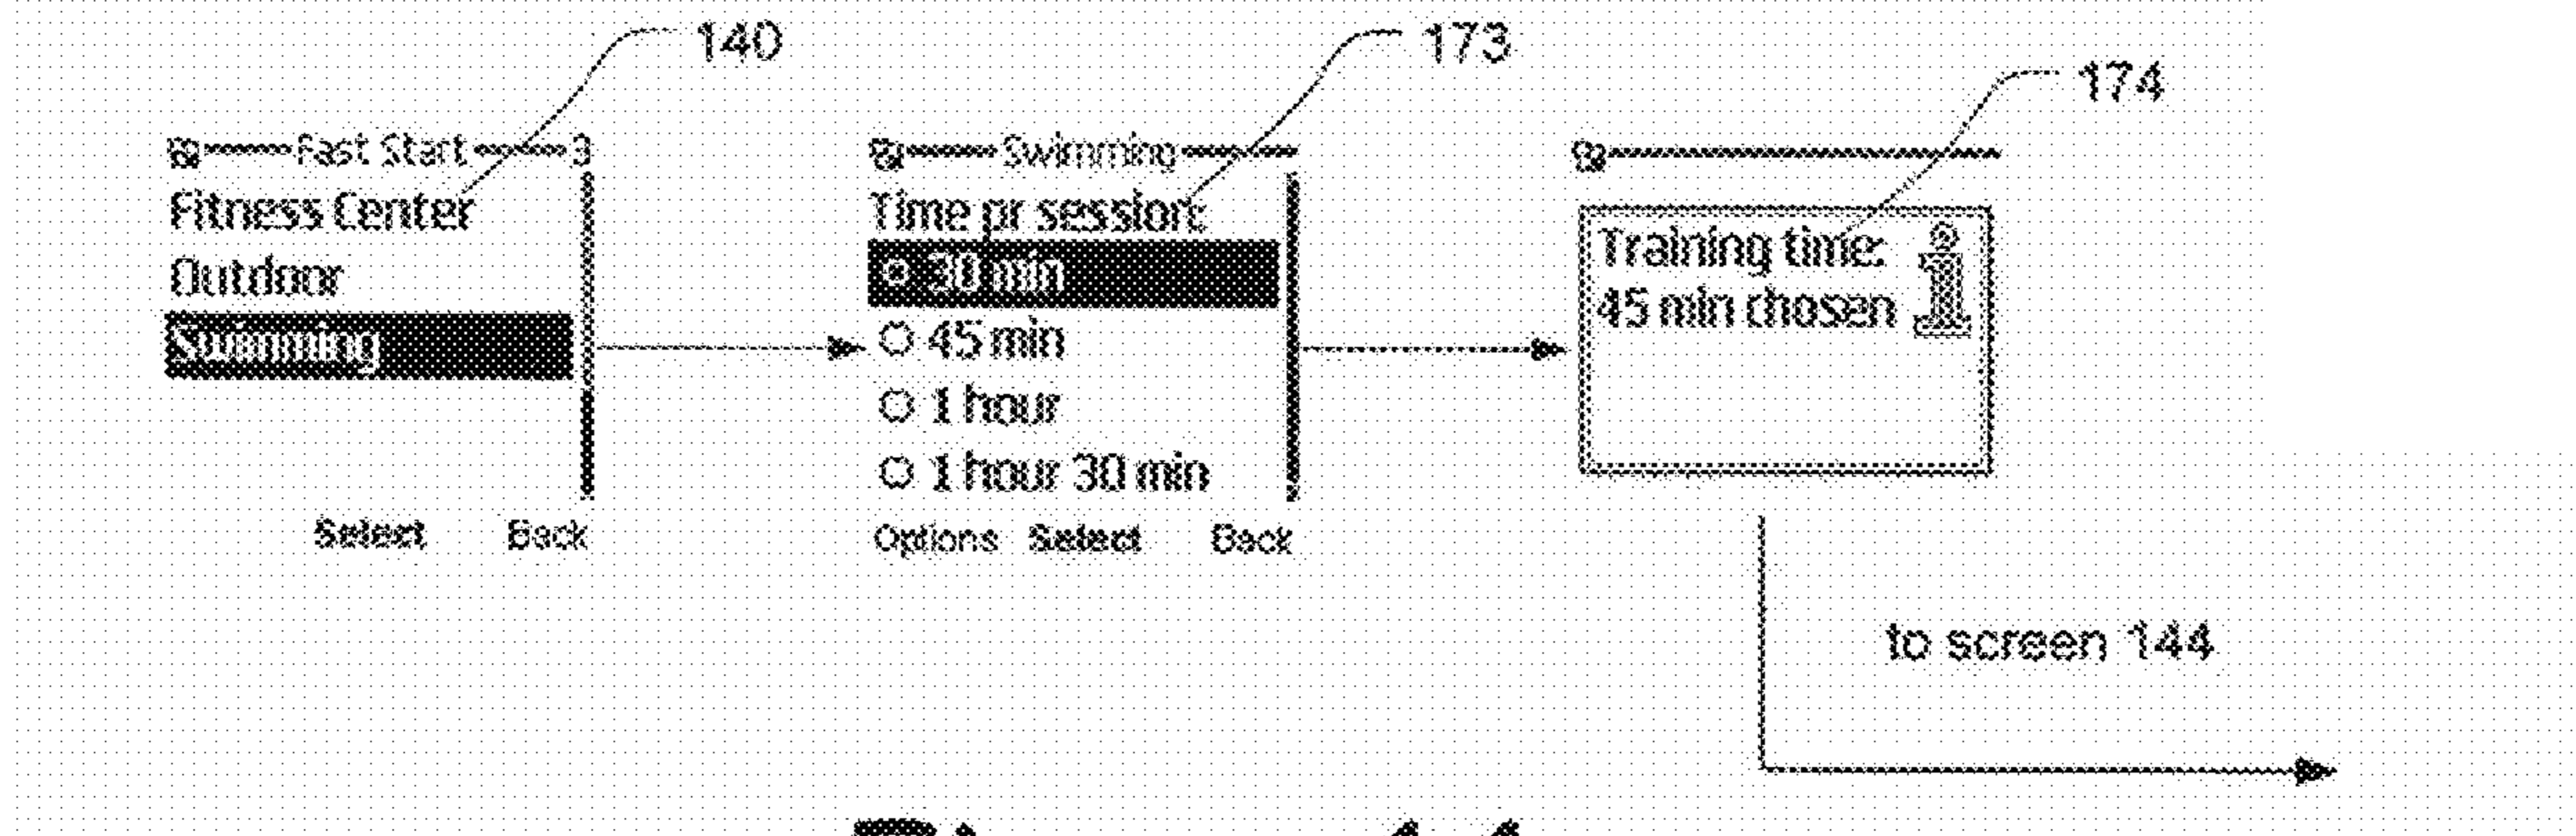 140
173
174
Fast Start 3
Fitness Center
Outdoor
Swimming
Select Back
Swimming
Time pr session:
30 min
45 min
1 hour
1 hour 30 min
Options Select Back
Training time:
45 min chosen
to screen 144